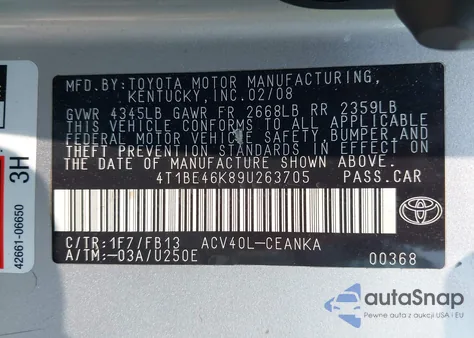 MFD.BY: TOYOTA MOTOR MANUFACTURING,
KENTUCKY, INC. 02/08
GVWR 4345LB GAWR FR 2668LB RR 2359LB
THIS VEHICLE CONFORMS TO ALL APPLICABLE
FEDERAL MOTOR VEHICLE SAFETY, BUMPER, AND
THEFT PREVENTION STANDARDS IN EFFECT ON
THE DATE OF MANUFACTURE SHOWN ABOVE.
4T1BE46K89U263705 PASS.CAR
C/TR: 1F7/FB13 ACV40L-CEANKA
A/TM: -03A/U250E 00368
TOYOTA
42661-06650
3H
autoSnap
Pewne auta z aukcji USA i EU